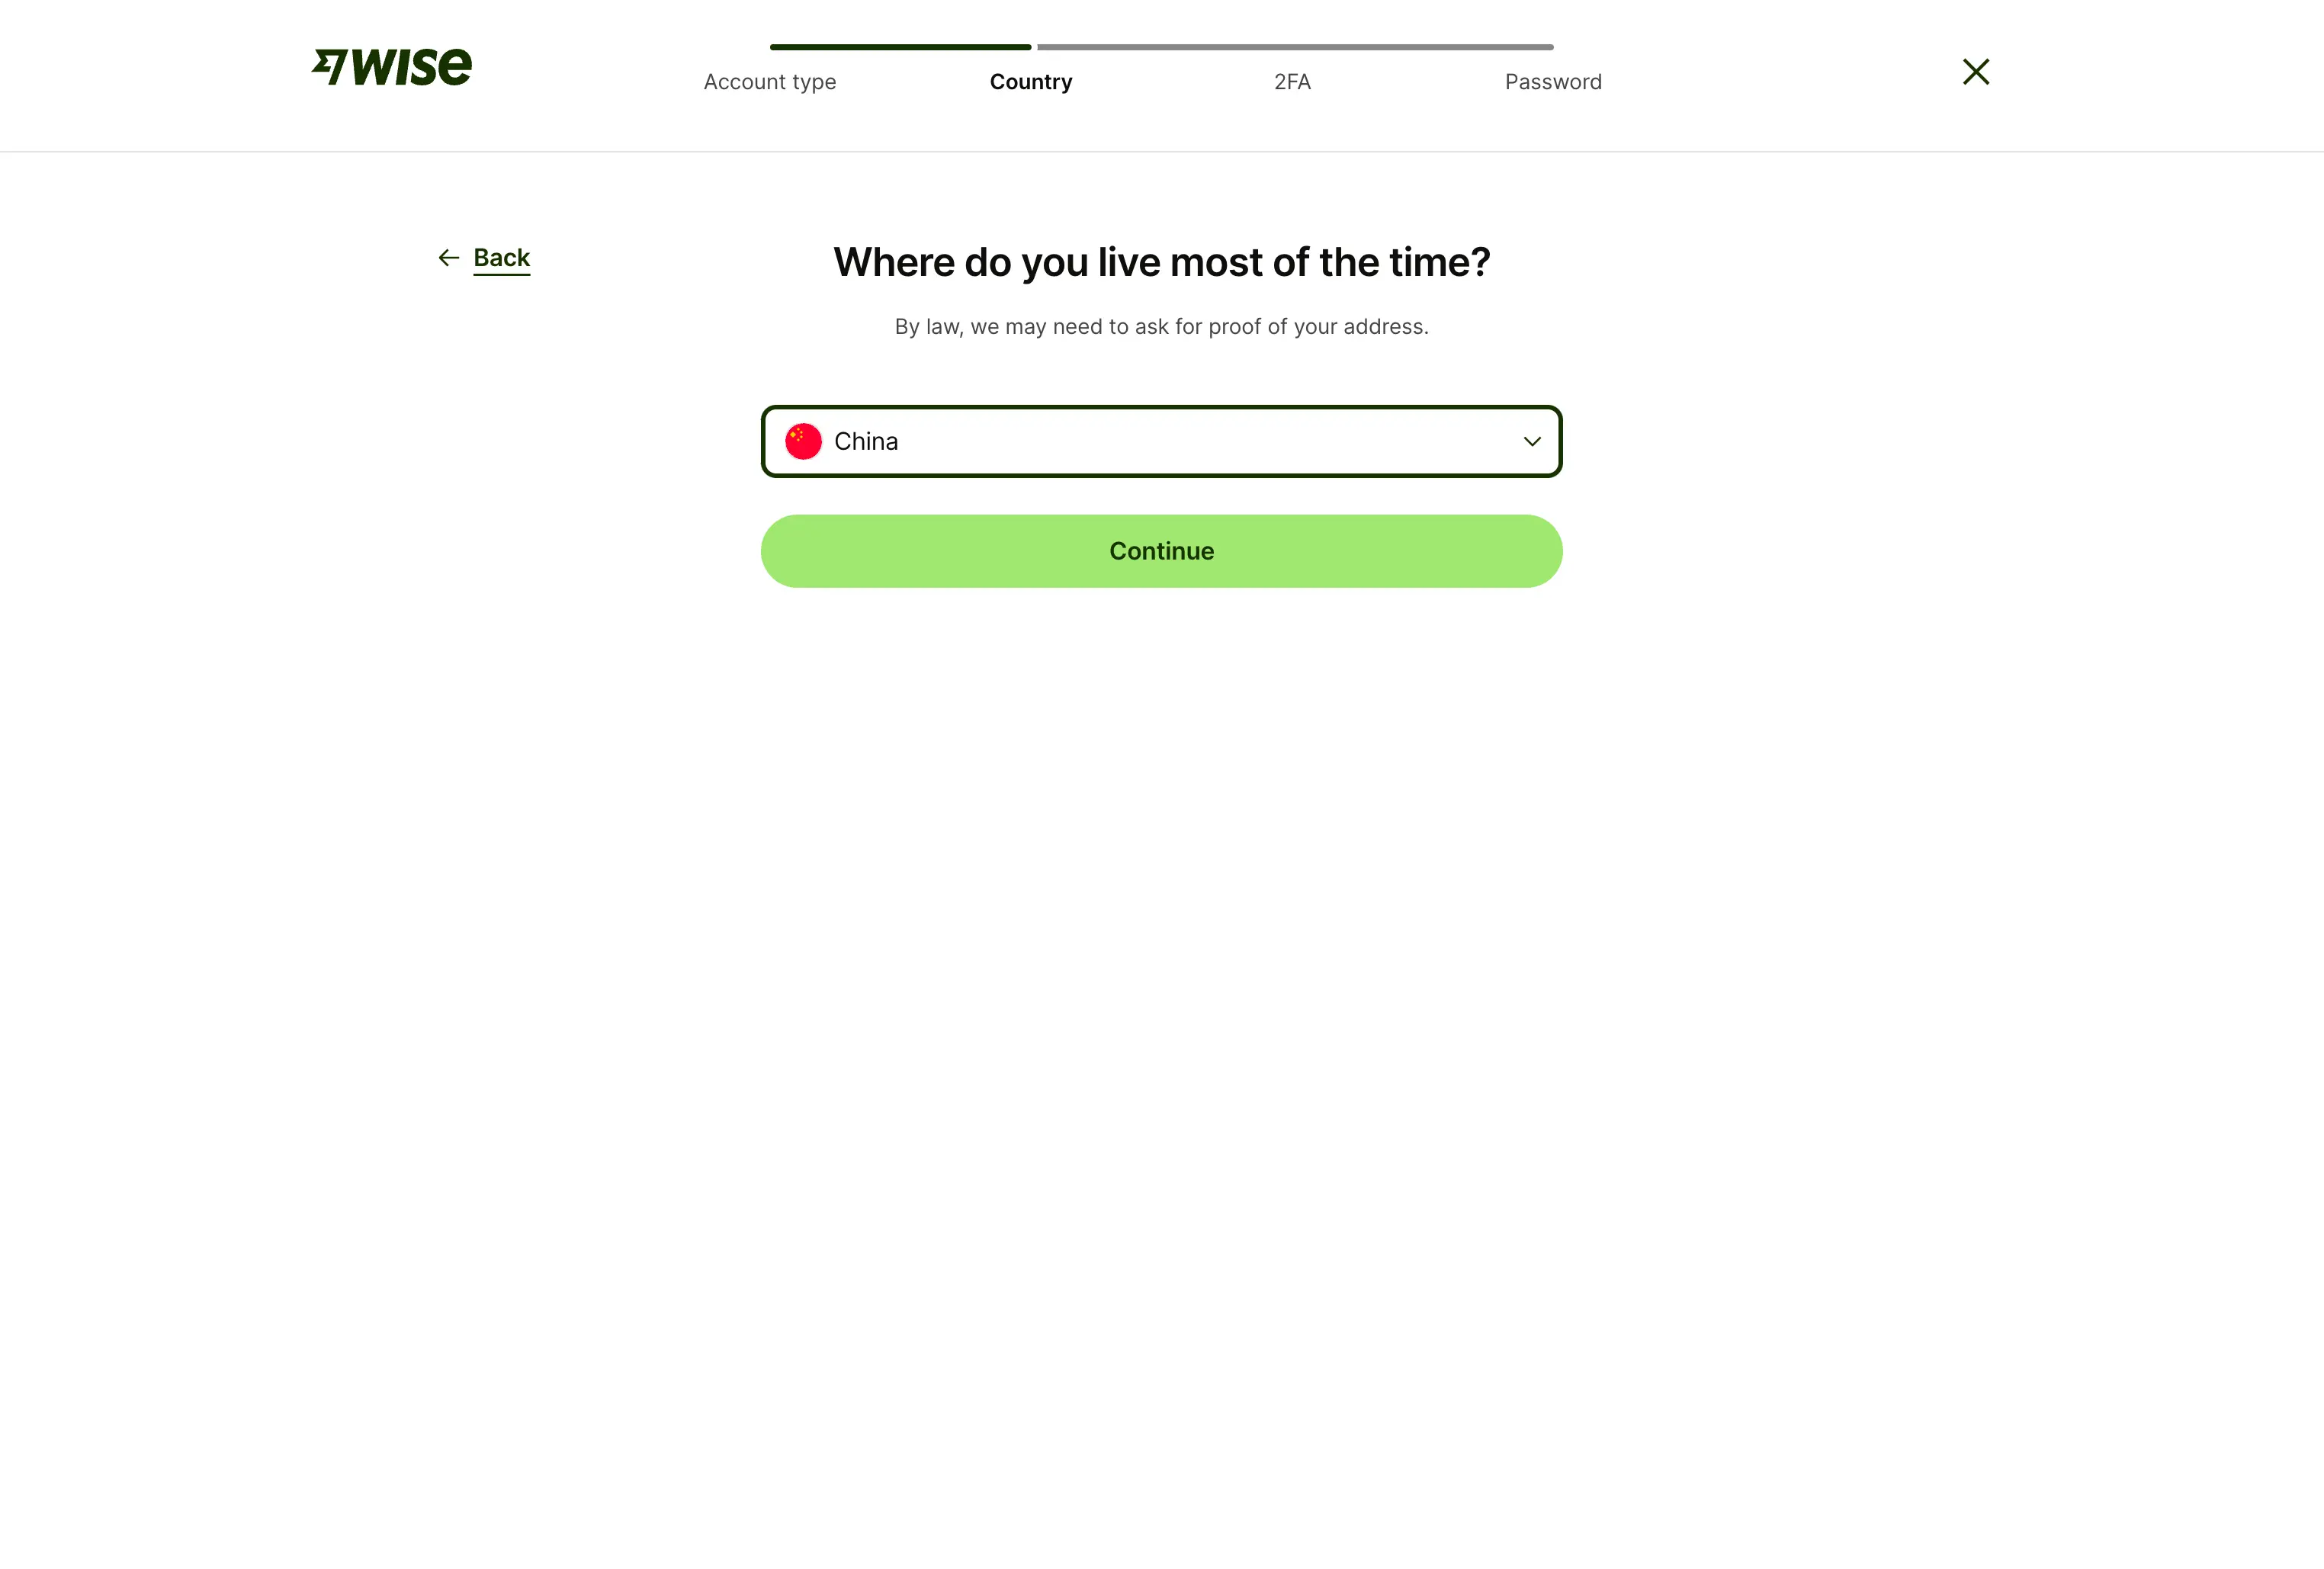 wise
Account type
Country
2FA
Password
Back
Where do you live most of the time?
By law, we may need to ask for proof of your address.
China
Continue